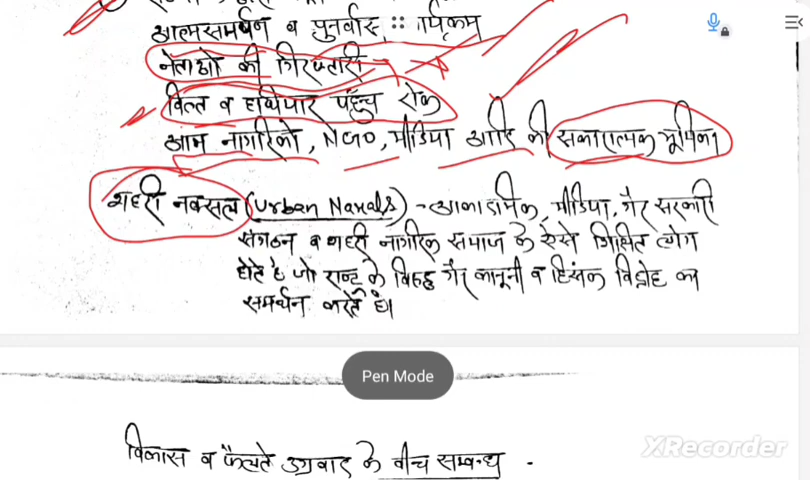 आत्मसमर्पण व पुनर्वास
नेताओ की गिरफ्तारी
वित्त व हथियार पहुँच रोक
आम नागरिको, NGO, मीडिया आदि की सकारात्मक भूमिका
शहरी नक्सल (Urban Naxals) - अकादमिक, मीडिया, गैर सरकारी
संगठन व शहरी नागरिक समाज के ऐसे शिक्षित लोग
होते है जो राष्ट्र के विरुद्ध गैर कानूनी व हिंसक विद्रोह का
समर्थन करते है।
Pen Mode
विकास व फैलते उग्रवाद के बीच सम्बन्ध -
XRecorder